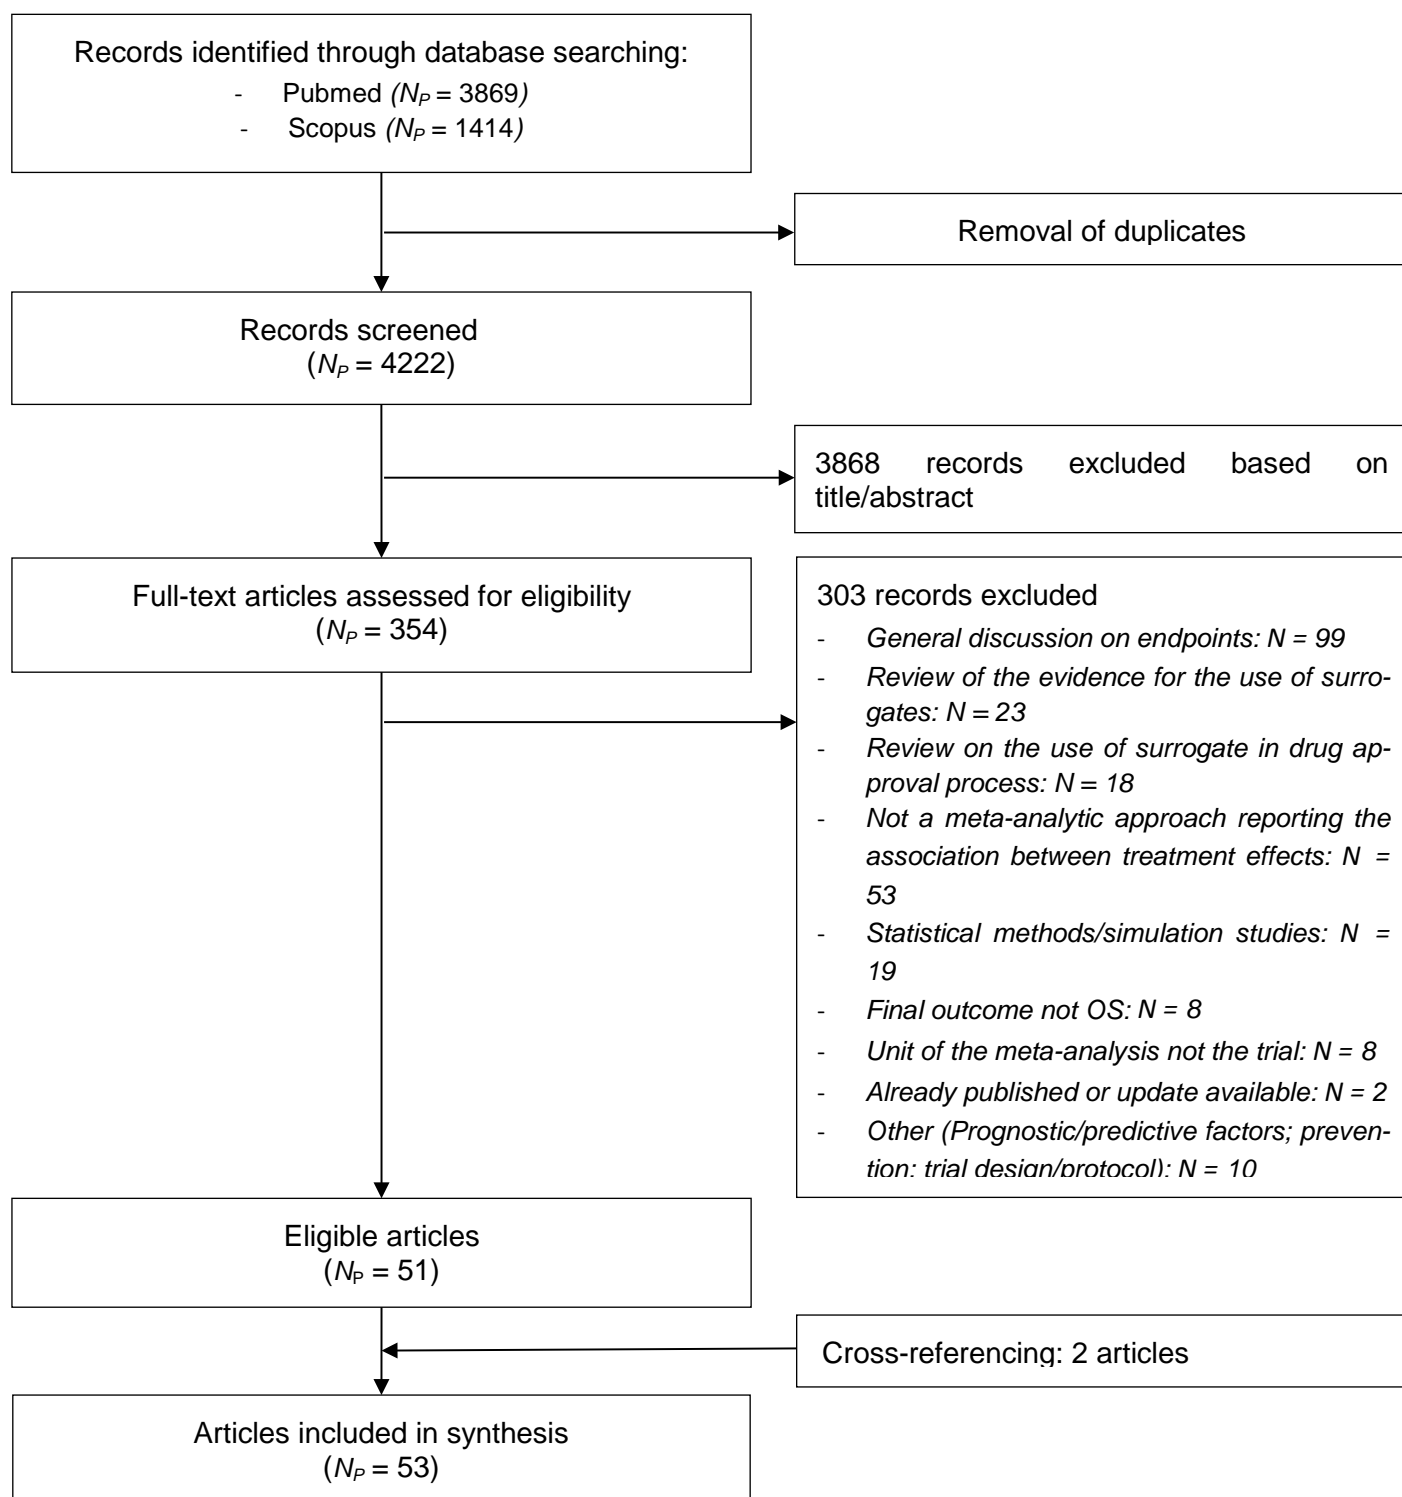 Records identified through database searching:
- Pubmed (NP = 3869)
- Scopus (NP = 1414)
Removal of duplicates
Records screened
(NP = 4222)
3868 records excluded based on
title/abstract
Full-text articles assessed for eligibility
(NP = 354)
303 records excluded
- General discussion on endpoints: N = 99
- Review of the evidence for the use of surro-
gates: N = 23
- Review on the use of surrogate in drug ap-
proval process: N = 18
- Not a meta-analytic approach reporting the
association between treatment effects: N =
53
- Statistical methods/simulation studies: N =
19
- Final outcome not OS: N = 8
- Unit of the meta-analysis not the trial: N = 8
- Already published or update available: N = 2
- Other (Prognostic/predictive factors; preven-
tion; trial design/protocol): N = 10
Eligible articles
(NP = 51)
Cross-referencing: 2 articles
Articles included in synthesis
(NP = 53)